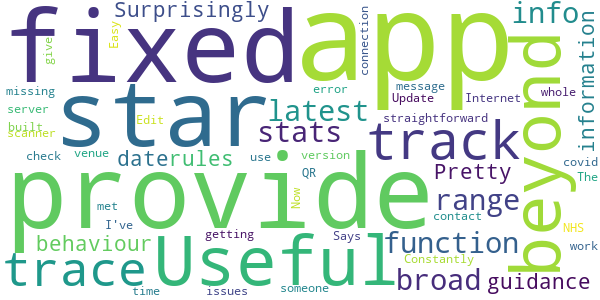 Surprisingly
fixed
app
info
Easy
give
connection
beyond
information
missing
star
error
message
Update
Internet
whole
server
latest
built
Edit
straightforward
scanner
stats
track
check
venue
date
rules
use
version
covid
QR
Pretty
The
provide
Now
range
met
contact
NHS
I've
behaviour
Useful
getting
Says
function
work
trace
Constantly
broad
guidance
time
issues
someone